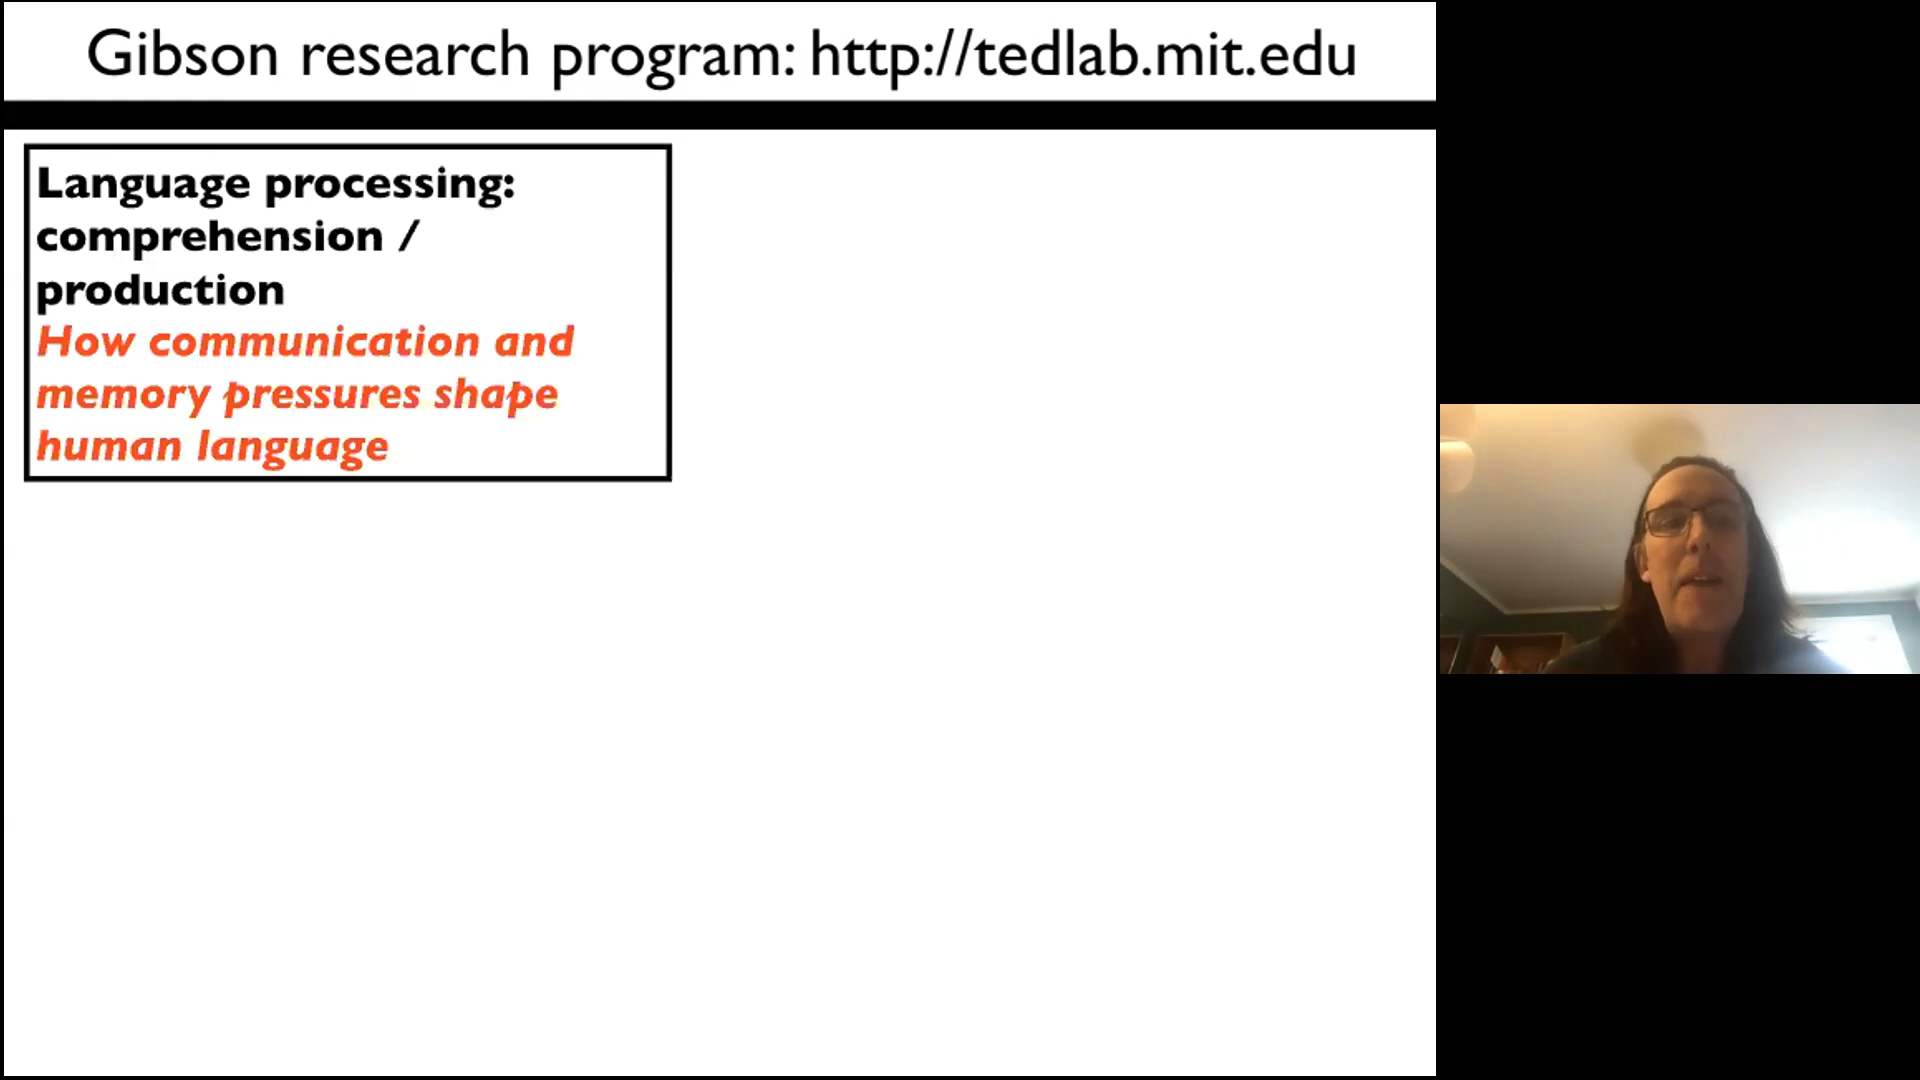 Gibson research program: http://tedlab.mit.edu
Language processing:
comprehension /
production
How communication and
memory pressures shape
human language